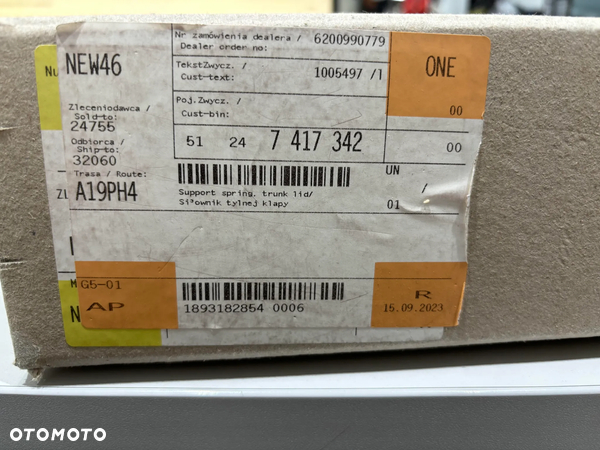 Nu
NEW46
Nr zamówienia dealera /
Dealer order no:
6200990779
TekstZwycz. /
Cust-text:
1005497 /1
ONE
00
Zleceniodawca /
Sold to:
24755
Poj.Zwycz. /
Cust-bin:
Odbiorca /
Ship-to:
32060
51 24 7 417 342
00
Trasa / Route:
A19PH4
UN
/
01
Support spring. trunk lid/
Siłownik tylnej klapy
ZL
M
G5-01
AP
N
1893182854 0006
R
15.09.2023
OTOMOTO